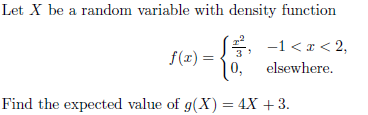 Let X be a random variable with density function
f(x) = { x²/3, −1 < x < 2,
0, elsewhere.
Find the expected value of g(X) = 4X + 3.